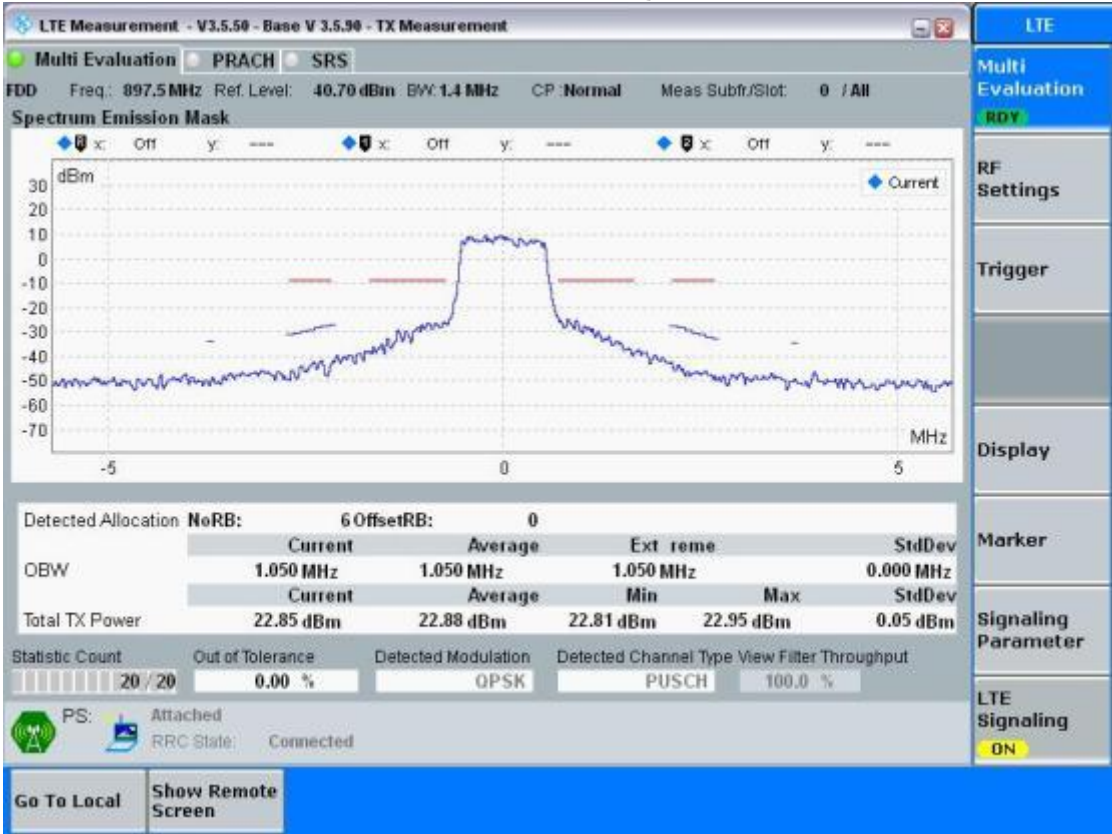 LTE Measurement - V3.5.50 - Base V 3.5.90 - TX Measurement
LTE
Multi Evaluation PRACH SRS
FDD Freq.: 897.5 MHz Ref. Level: 40.70 dBm BW: 1.4 MHz CP :Normal Meas Subfr./Slot: 0 / All
Spectrum Emission Mask
x: Off y: --- x: Off y: --- x: Off y: ---
dBm
Current
30
20
10
0
-10
-20
-30
-40
-50
-60
-70
MHz
-5 0 5
Detected Allocation NoRB: 6 OffsetRB: 0
Current Average Ext reme StdDev
OBW 1.050 MHz 1.050 MHz 1.050 MHz 0.000 MHz
Current Average Min Max StdDev
Total TX Power 22.85 dBm 22.88 dBm 22.81 dBm 22.95 dBm 0.05 dBm
Statistic Count Out of Tolerance Detected Modulation Detected Channel Type View Filter Throughput
20 / 20 0.00 % QPSK PUSCH 100.0 %
PS: Attached
RRC State: Connected
Go To Local
Show Remote
Screen
Multi
Evaluation
RDY
RF
Settings
Trigger
Display
Marker
Signaling
Parameter
LTE
Signaling
ON